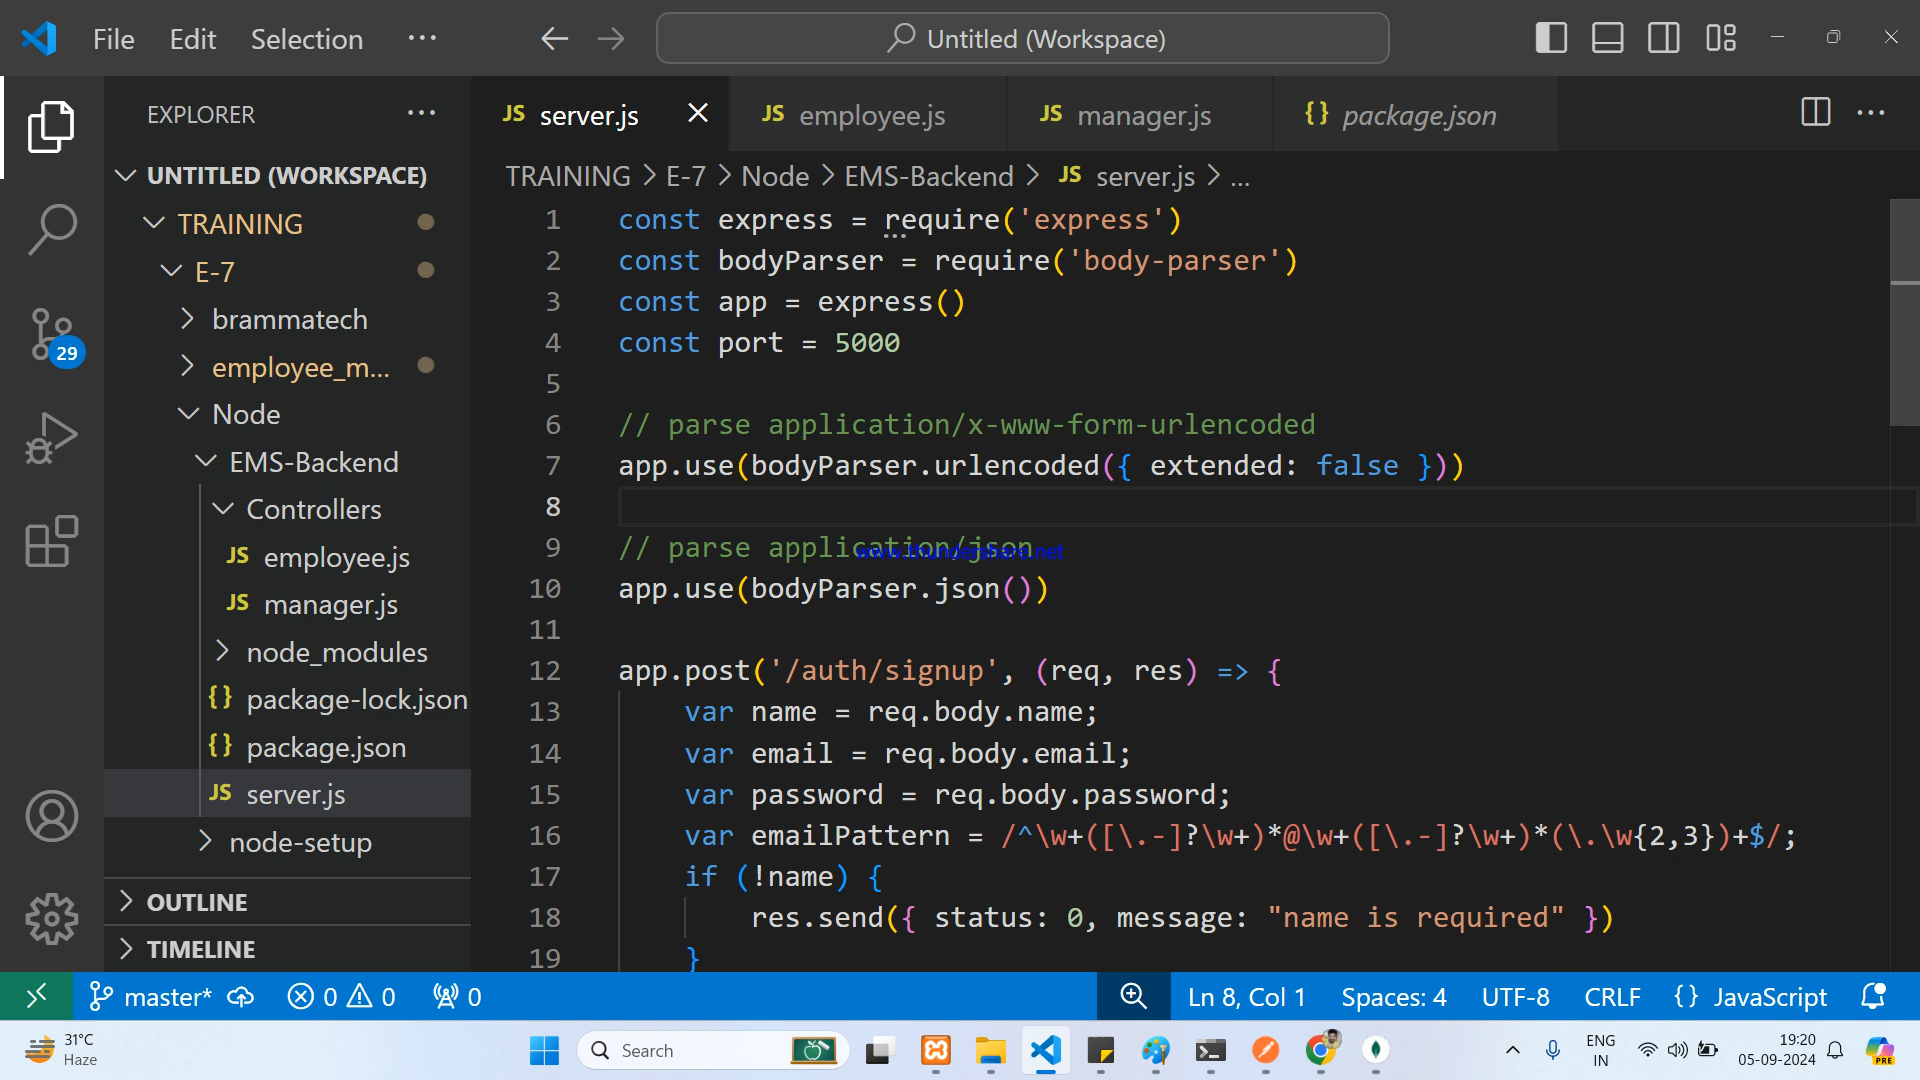 File Edit Selection ···
Untitled (Workspace)
EXPLORER ···
UNTITLED (WORKSPACE)
TRAINING
E-7
brammatech
employee_m...
Node
EMS-Backend
Controllers
JS employee.js
JS manager.js
node_modules
{} package-lock.json
{} package.json
JS server.js
node-setup
OUTLINE
TIMELINE
29
JS server.js
JS employee.js
JS manager.js
{} package.json
···
TRAINING > E-7 > Node > EMS-Backend > JS server.js > ...
1 const express = require('express')
2 const bodyParser = require('body-parser')
3 const app = express()
4 const port = 5000
5
6 // parse application/x-www-form-urlencoded
7 app.use(bodyParser.urlencoded({ extended: false }))
8
9 // parse application/json
www.thundershare.net
10 app.use(bodyParser.json())
11
12 app.post('/auth/signup', (req, res) => {
13 var name = req.body.name;
14 var email = req.body.email;
15 var password = req.body.password;
16 var emailPattern = /^\w+([\.-]?\w+)*@\w+([\.-]?\w+)*(\.\w{2,3})+$/;
17 if (!name) {
18 res.send({ status: 0, message: "name is required" })
19 }
master* 0 0 0
Ln 8, Col 1 Spaces: 4 UTF-8 CRLF {} JavaScript
31°C
Haze
Search
ENG
IN
19:20
05-09-2024
PRE